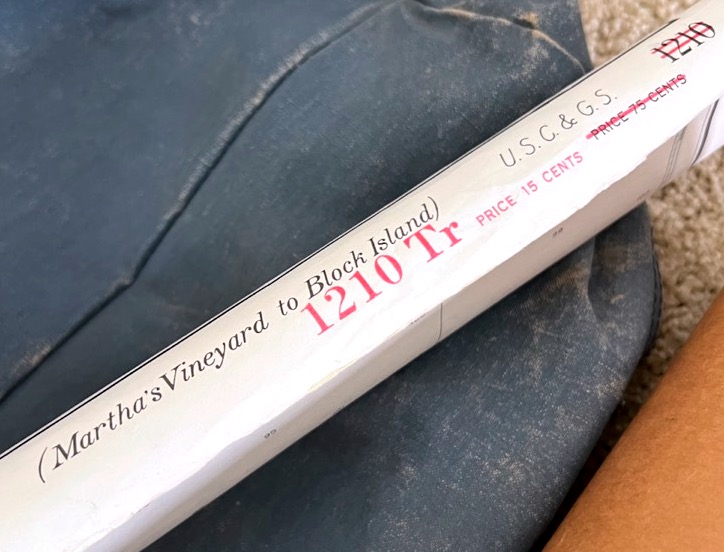 1210
U.S.C.&G.S.
PRICE 75 CENTS
PRICE 15 CENTS
(Martha's Vineyard to Block Island)
1210 Tr